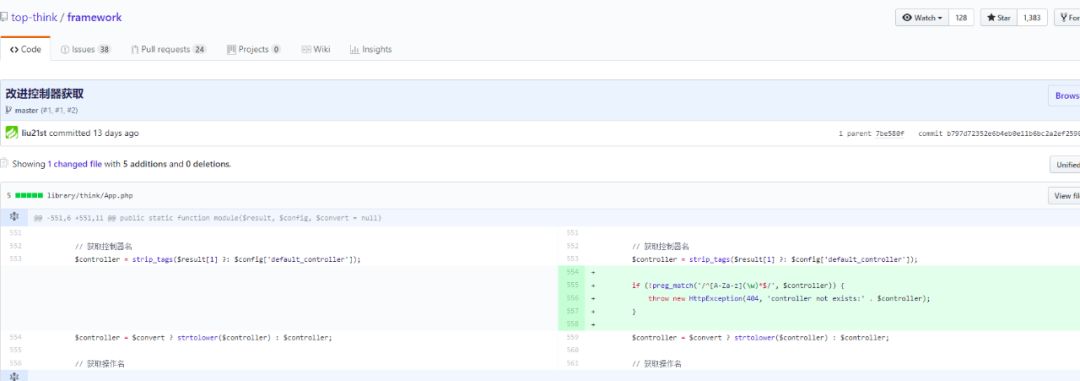 top-think / framework
Watch 128 Star 1,383 For
Code Issues 38 Pull requests 24 Projects 0 Wiki Insights
改进控制器获取
Brows
master (#1, #1, #2)
liu21st committed 13 days ago 1 parent 7be580f commit b797d72352e6b4eb0e11b6bc2a2ef2598
Showing 1 changed file with 5 additions and 0 deletions.
Unified
5 library/think/App.php
View fil
@@ -551,6 +551,11 @@ public static function module($result, $config, $convert = null)
551 551
552 // 获取控制器名 552 // 获取控制器名
553 $controller = strip_tags($result[1] ?: $config['default_controller']); 553 $controller = strip_tags($result[1] ?: $config['default_controller']);
554 +
555 + if (!preg_match('/^[A-Za-z](\w)*$/', $controller)) {
556 + throw new HttpException(404, 'controller not exists:' . $controller);
557 + }
558 +
554 $controller = $convert ? strtolower($controller) : $controller; 559 $controller = $convert ? strtolower($controller) : $controller;
555 560
556 // 获取操作名 561 // 获取操作名